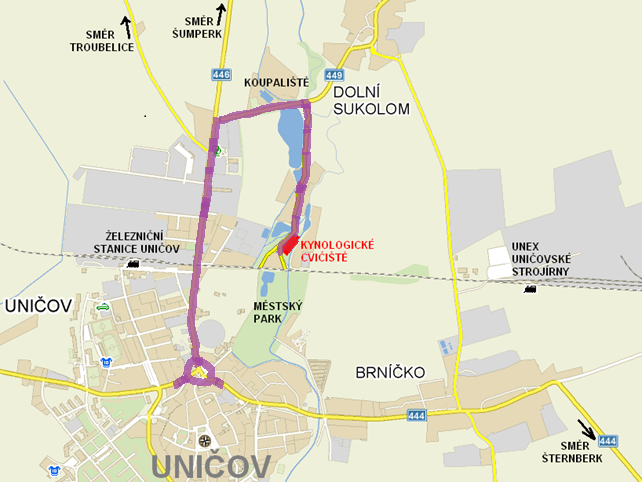 SMĚR
ŠUMPERK
SMĚR
TROUBELICE
446
KOUPALIŠTĚ
449
DOLNÍ
SUKOLOM
ŽELEZNIČNÍ
STANICE UNIČOV
KYNOLOGICKÉ
CVIČIŠTĚ
UNEX
UNIČOVSKÉ
STROJÍRNY
UNIČOV
MĚSTSKÝ
PARK
BRNÍČKO
444
444
SMĚR
ŠTERNBERK
UNIČOV